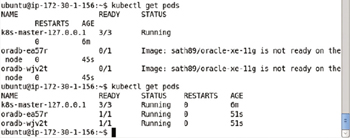 ubuntu@ip-172-30-1-156:~$ kubectl get pods
NAME READY STATUS
RESTARTS AGE
k8s-master-127.0.0.1 3/3 Running
0 6m
oradb-ea57r 0/1 Image: sath89/oracle-xe-11g is not ready on the
node 0 45s
oradb-wjv2t 0/1 Image: sath89/oracle-xe-11g is not ready on the
node 0 45s
ubuntu@ip-172-30-1-156:~$ kubectl get pods
NAME READY STATUS RESTARTS AGE
k8s-master-127.0.0.1 3/3 Running 0 6m
oradb-ea57r 1/1 Running 0 51s
oradb-wjv2t 1/1 Running 0 51s
ubuntu@ip-172-30-1-156:~$